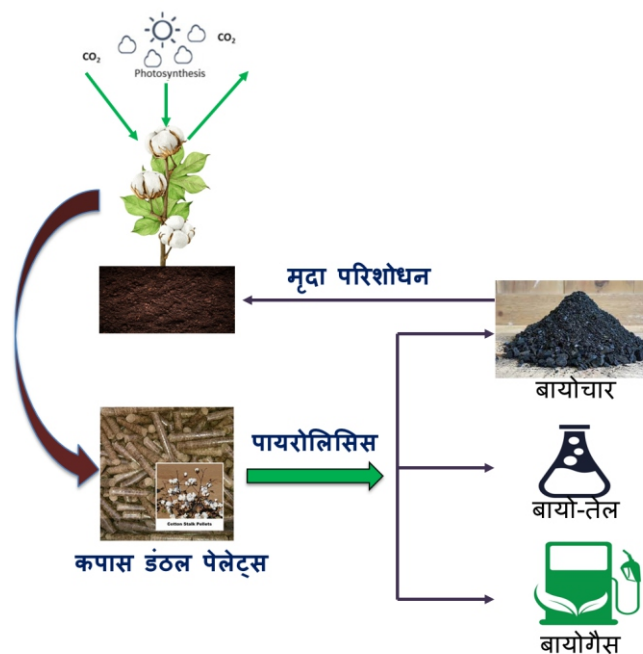 CO2
CO2
Photosynthesis
मृदा परिशोधन
बायोचार
पायरोलिसिस
Cotton Stalk Pellets
बायो-तेल
कपास डंठल पेलेट्स
बायोगैस